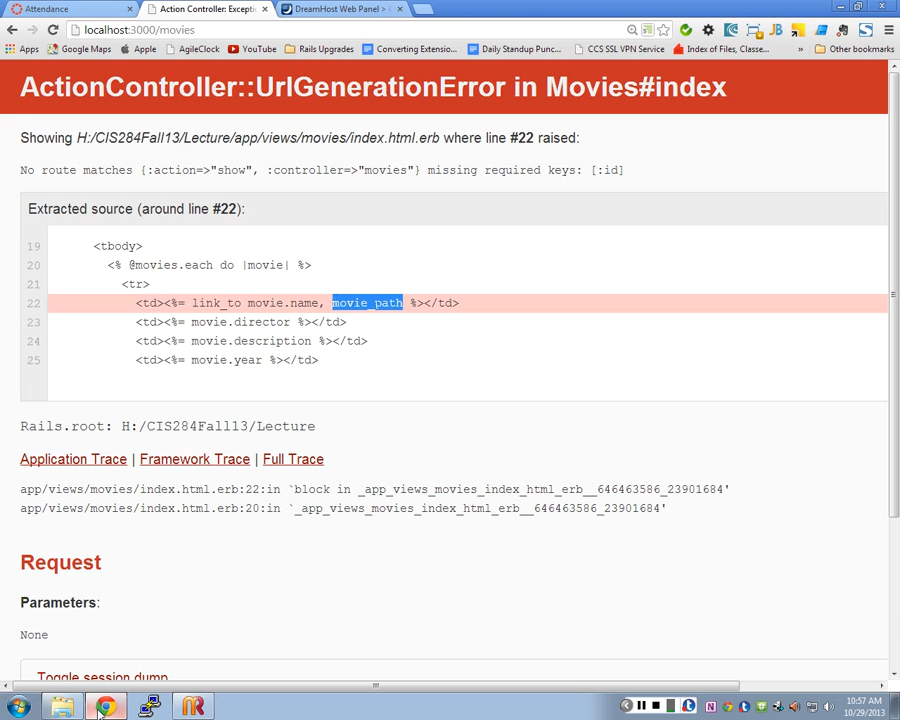 Attendance
Action Controller: Excepti
DreamHost Web Panel
localhost:3000/movies
Apps
Google Maps
Apple
AgileClock
YouTube
Rails Upgrades
Converting Extensio...
Daily Standup Punc...
CCS SSL VPN Service
Index of Files, Classe...
»
Other bookmarks
ActionController::UrlGenerationError in Movies#index
Showing H:/CIS284Fall13/Lecture/app/views/movies/index.html.erb where line #22 raised:
No route matches {:action=>"show", :controller=>"movies"} missing required keys: [:id]
Extracted source (around line #22):
19 <tbody>
20 <% @movies.each do |movie| %>
21 <tr>
22 <td><%= link_to movie.name, movie_path %></td>
23 <td><%= movie.director %></td>
24 <td><%= movie.description %></td>
25 <td><%= movie.year %></td>
Rails.root: H:/CIS284Fall13/Lecture
Application Trace | Framework Trace | Full Trace
app/views/movies/index.html.erb:22:in `block in _app_views_movies_index_html_erb__646463586_23901684'
app/views/movies/index.html.erb:20:in `_app_views_movies_index_html_erb__646463586_23901684'
Request
Parameters:
None
Toggle session dump
10:57 AM
10/29/2013